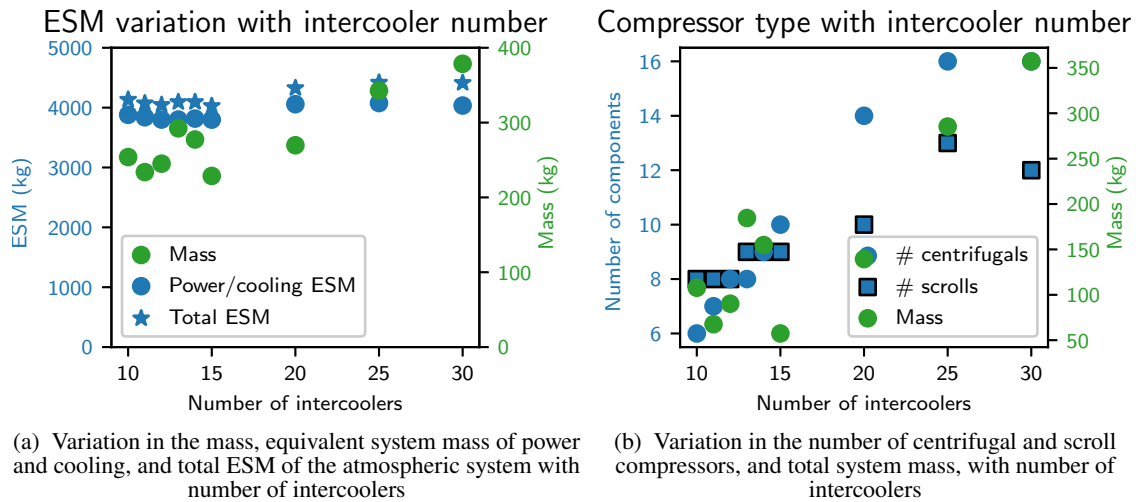 ESM variation with intercooler number
5000
4000
3000
2000
1000
0
ESM (kg)
400
300
200
100
0
Mass (kg)
Mass
Power/cooling ESM
Total ESM
10 15 20 25 30
Number of intercoolers
(a) Variation in the mass, equivalent system mass of power
and cooling, and total ESM of the atmospheric system with
number of intercoolers
Compressor type with intercooler number
16
14
12
10
8
6
Number of components
350
300
250
200
150
100
50
Mass (kg)
# centrifugals
# scrolls
Mass
10 15 20 25 30
Number of intercoolers
(b) Variation in the number of centrifugal and scroll
compressors, and total system mass, with number of
intercoolers